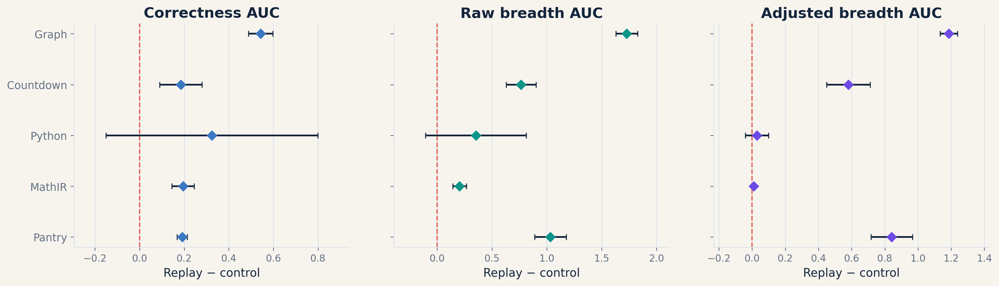 Correctness AUC
Raw breadth AUC
Adjusted breadth AUC
Graph
Countdown
Python
MathIR
Pantry
−0.2 0.0 0.2 0.4 0.6 0.8
0.0 0.5 1.0 1.5 2.0
−0.2 0.0 0.2 0.4 0.6 0.8 1.0 1.2 1.4
Replay − control
Replay − control
Replay − control